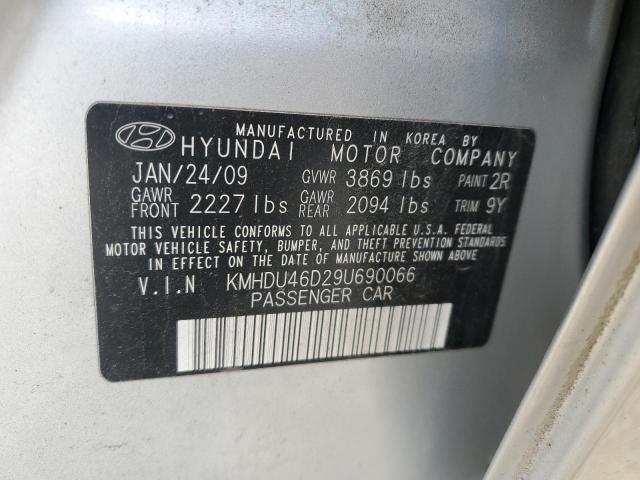 MANUFACTURED IN KOREA BY
HYUNDAI MOTOR COMPANY
JAN/24/09 GVWR 3869 lbs PAINT 2R
GAWR FRONT 2227 lbs GAWR REAR 2094 lbs TRIM 9Y
THIS VEHICLE CONFORMS TO ALL APPLICABLE U.S.A. FEDERAL
MOTOR VEHICLE SAFETY, BUMPER, AND THEFT PREVENTION STANDARDS
IN EFFECT ON THE DATE OF MANUFACTURE SHOWN ABOVE
V.I.N KMHDU46D29U690066
PASSENGER CAR